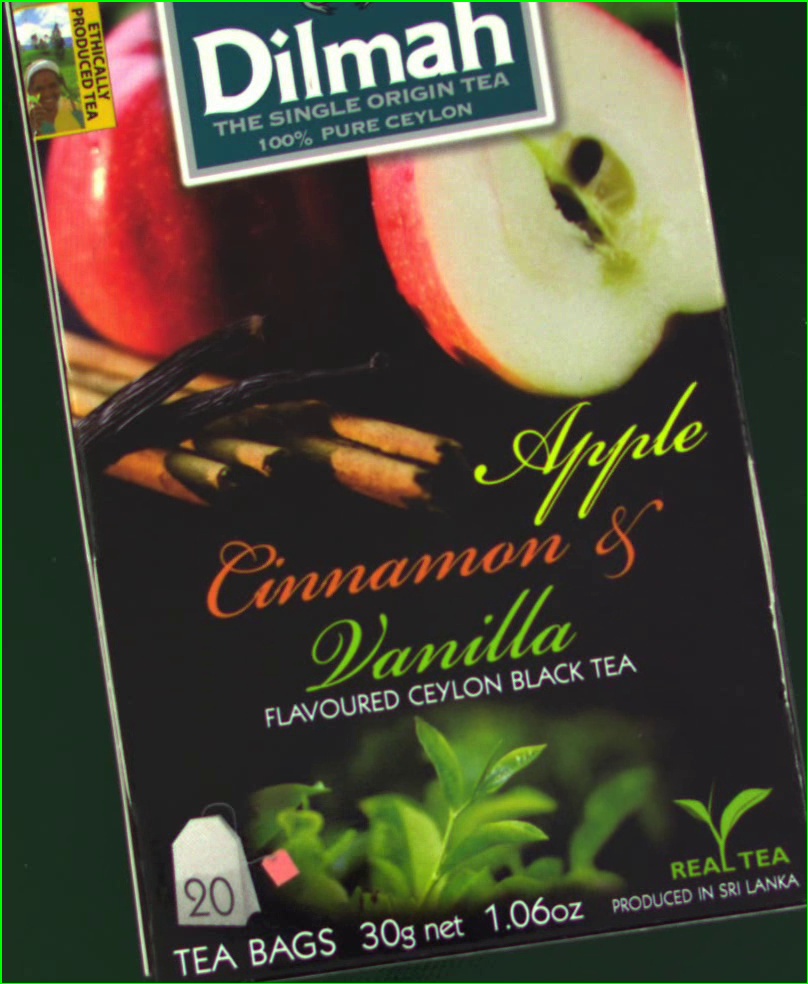 ETHICALLY
PRODUCED TEA
Dilmah
THE SINGLE ORIGIN TEA
100% PURE CEYLON
Apple
Cinnamon &
Vanilla
FLAVOURED CEYLON BLACK TEA
REAL TEA
PRODUCED IN SRI LANKA
20
TEA BAGS 30g net 1.06oz